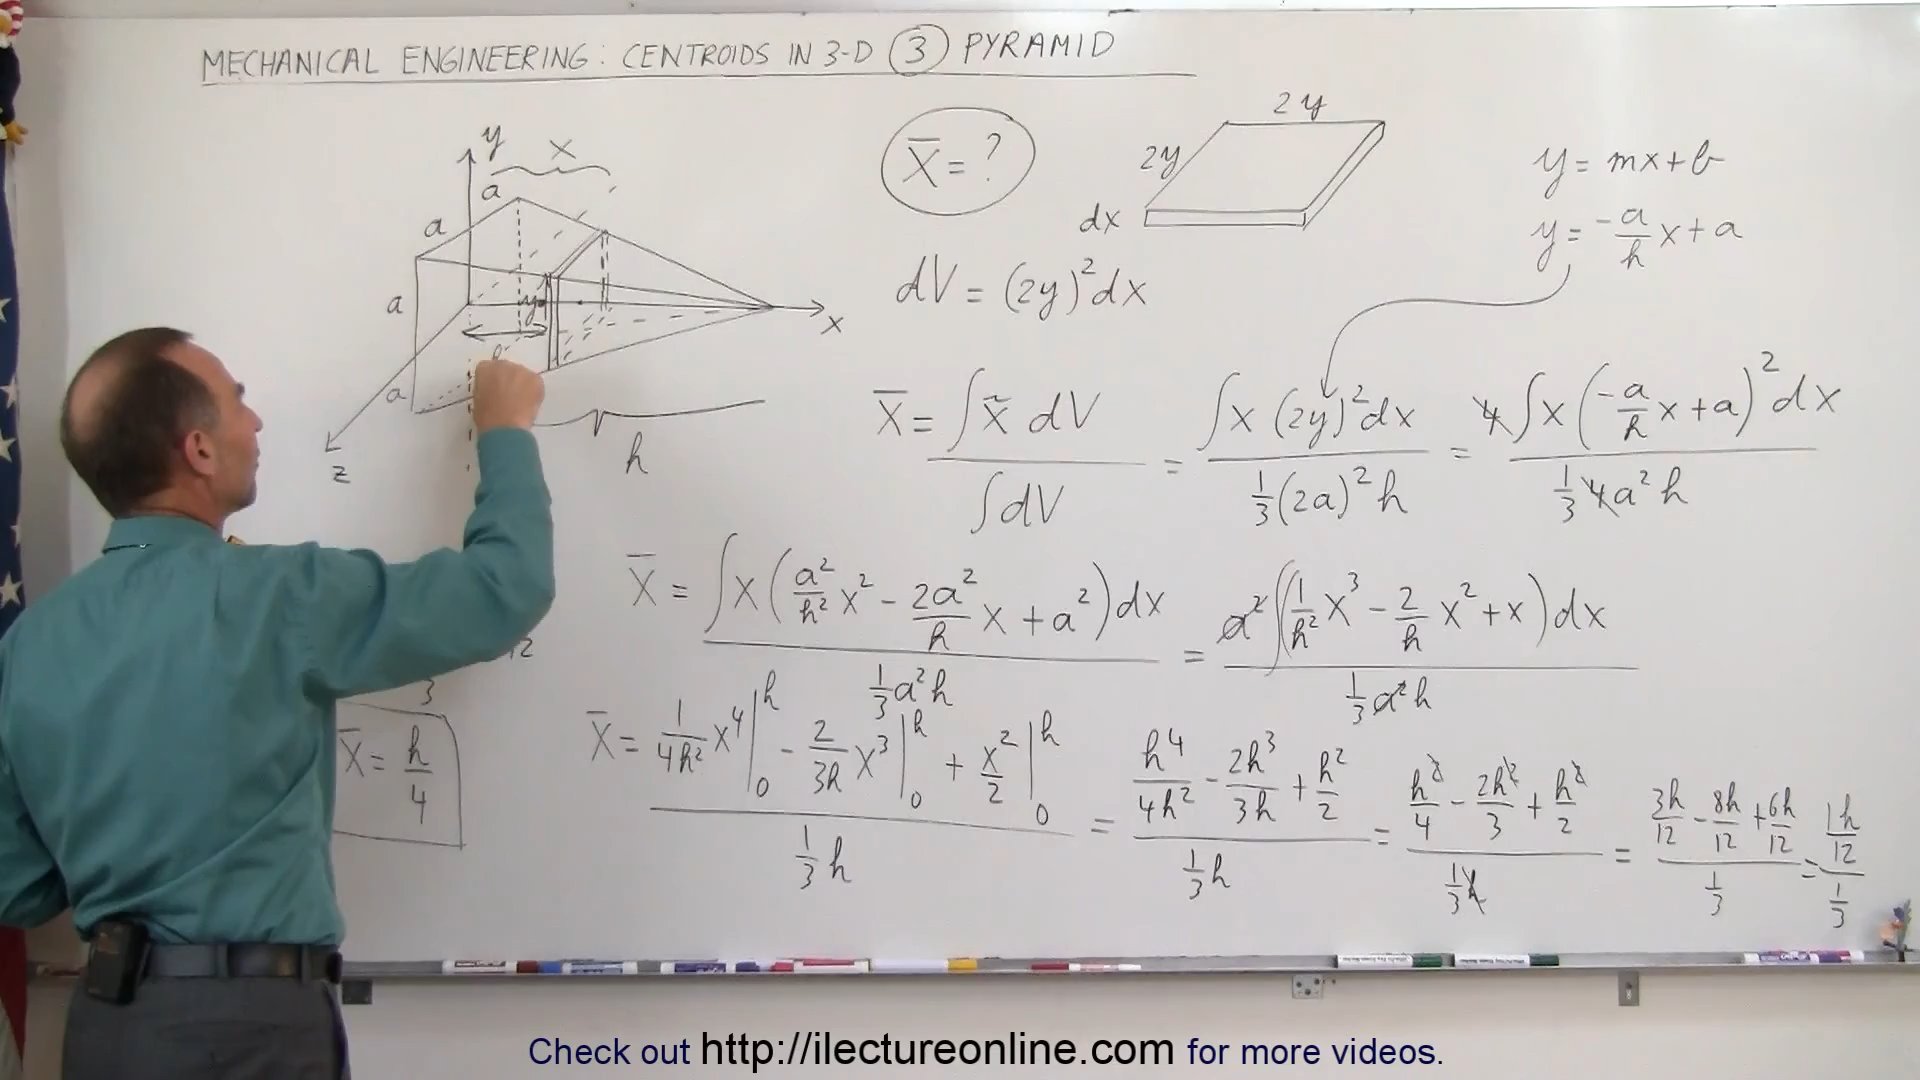 MECHANICAL ENGINEERING: CENTROIDS IN 3-D ③ PYRAMID
y
x
a
a
a
a
y
x
z
h
X̄ = ?
2y
2y
dx
y = mx + b
y = -a/h x + a
dV = (2y)² dx
X̄ = ∫ x̃ dV / ∫ dV = ∫ x (2y)² dx / 1/3 (2a)² h = 4 ∫ x (-a/h x + a)² dx / 1/3 4a² h
X̄ = ∫ x (a²/h² x² - 2a²/h x + a²) dx / 1/3 a² h = a² ∫ (1/h² x³ - 2/h x² + x) dx / 1/3 a² h
X̄ = 1/4h² x⁴ |₀ʰ - 2/3h x³ |₀ʰ + x²/2 |₀ʰ / 1/3 h = h⁴/4h² - 2h³/3h + h²/2 / 1/3 h = h²/4 - 2h²/3 + h²/2 / 1/3 h = 3h/12 - 8h/12 + 6h/12 / 1/3 = 1h/12 / 1/3
12
3
X̄ = h/4
Check out http://ilectureonline.com for more videos.